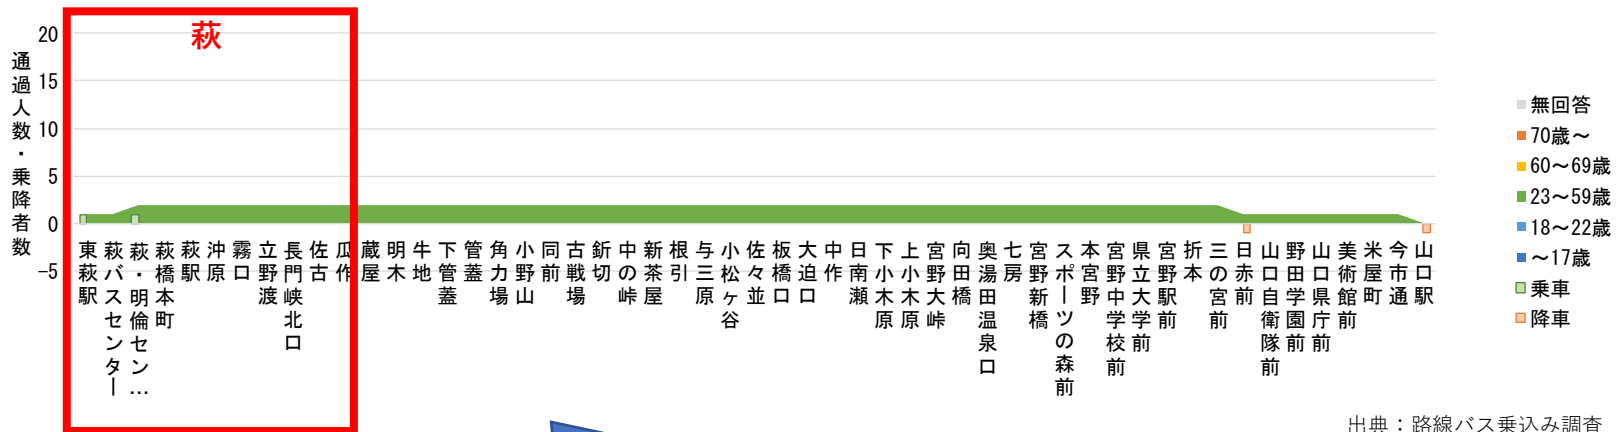 萩
通過人数・乗降者数
20
15
10
5
0
−5
東萩駅
萩バスセンター
萩・明倫セン…
萩橋本町
萩駅
沖原
霧口
立野渡
長門峡北口
佐古
瓜作
蔵屋
明木
牛地
下菅蓋
菅蓋
角力場
小野山
同前
古戦場
釿切
中の峠
新茶屋
根引
与三原
小松ヶ谷
佐々並
板橋口
大迫口
中作
日南瀬
下小木原
上小木原
宮野大峠
向田橋
奥湯田温泉口
七房
宮野新橋
スポーツの森前
本宮野
宮野中学校前
県立大学前
宮野駅前
折本
三の宮前
日赤前
山口自衛隊前
野田学園前
山口県庁前
美術館前
米屋町
今市通
山口駅
無回答
70歳～
60～69歳
23～59歳
18～22歳
～17歳
乗車
降車
出典：路線バス乗込み調査